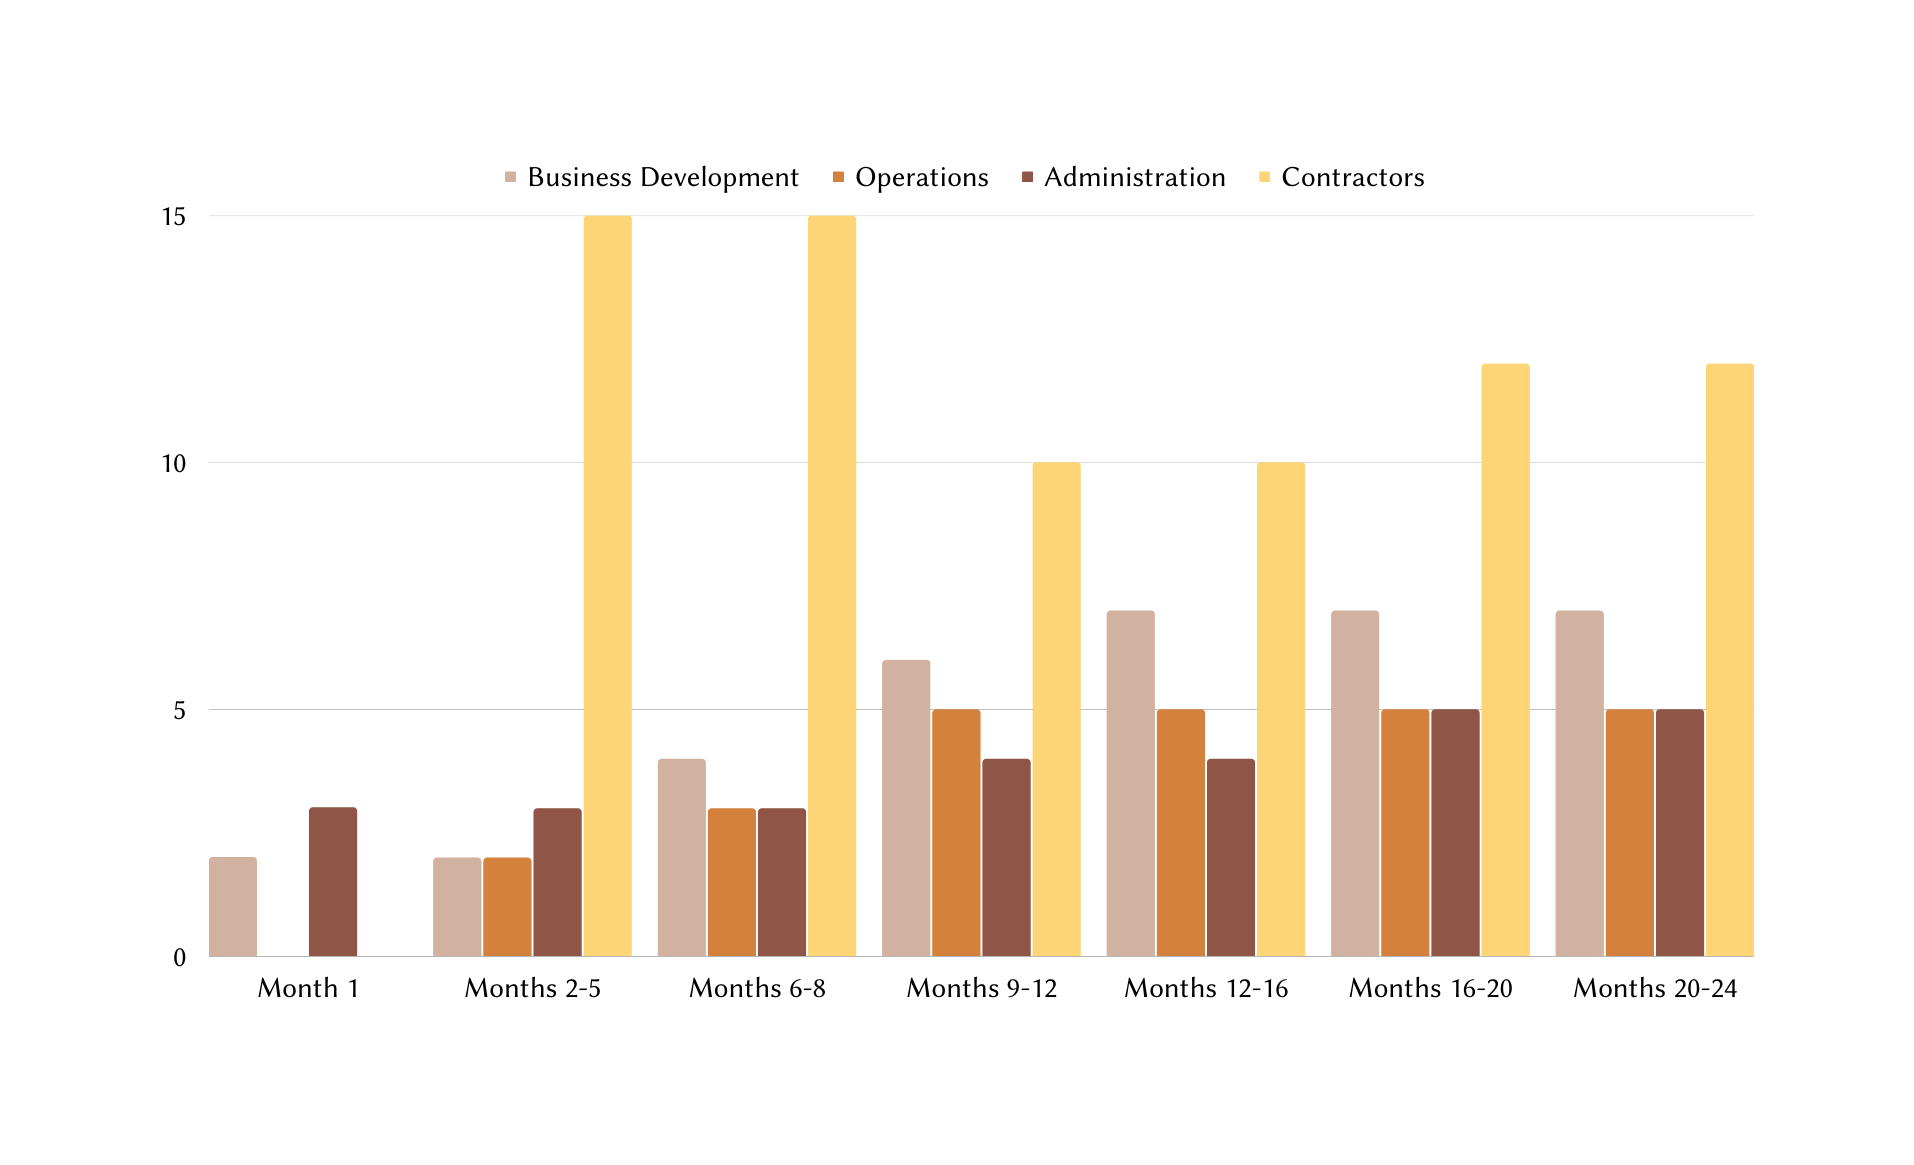 Business Development Operations Administration Contractors
15
10
5
0
Month 1 Months 2-5 Months 6-8 Months 9-12 Months 12-16 Months 16-20 Months 20-24